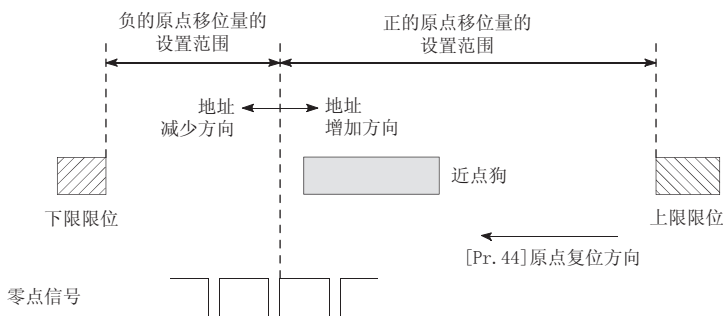 负的原点移位量的
设置范围
正的原点移位量的
设置范围
地址
减少方向
地址
增加方向
近点狗
下限限位
上限限位
[Pr.44]原点复位方向
零点信号